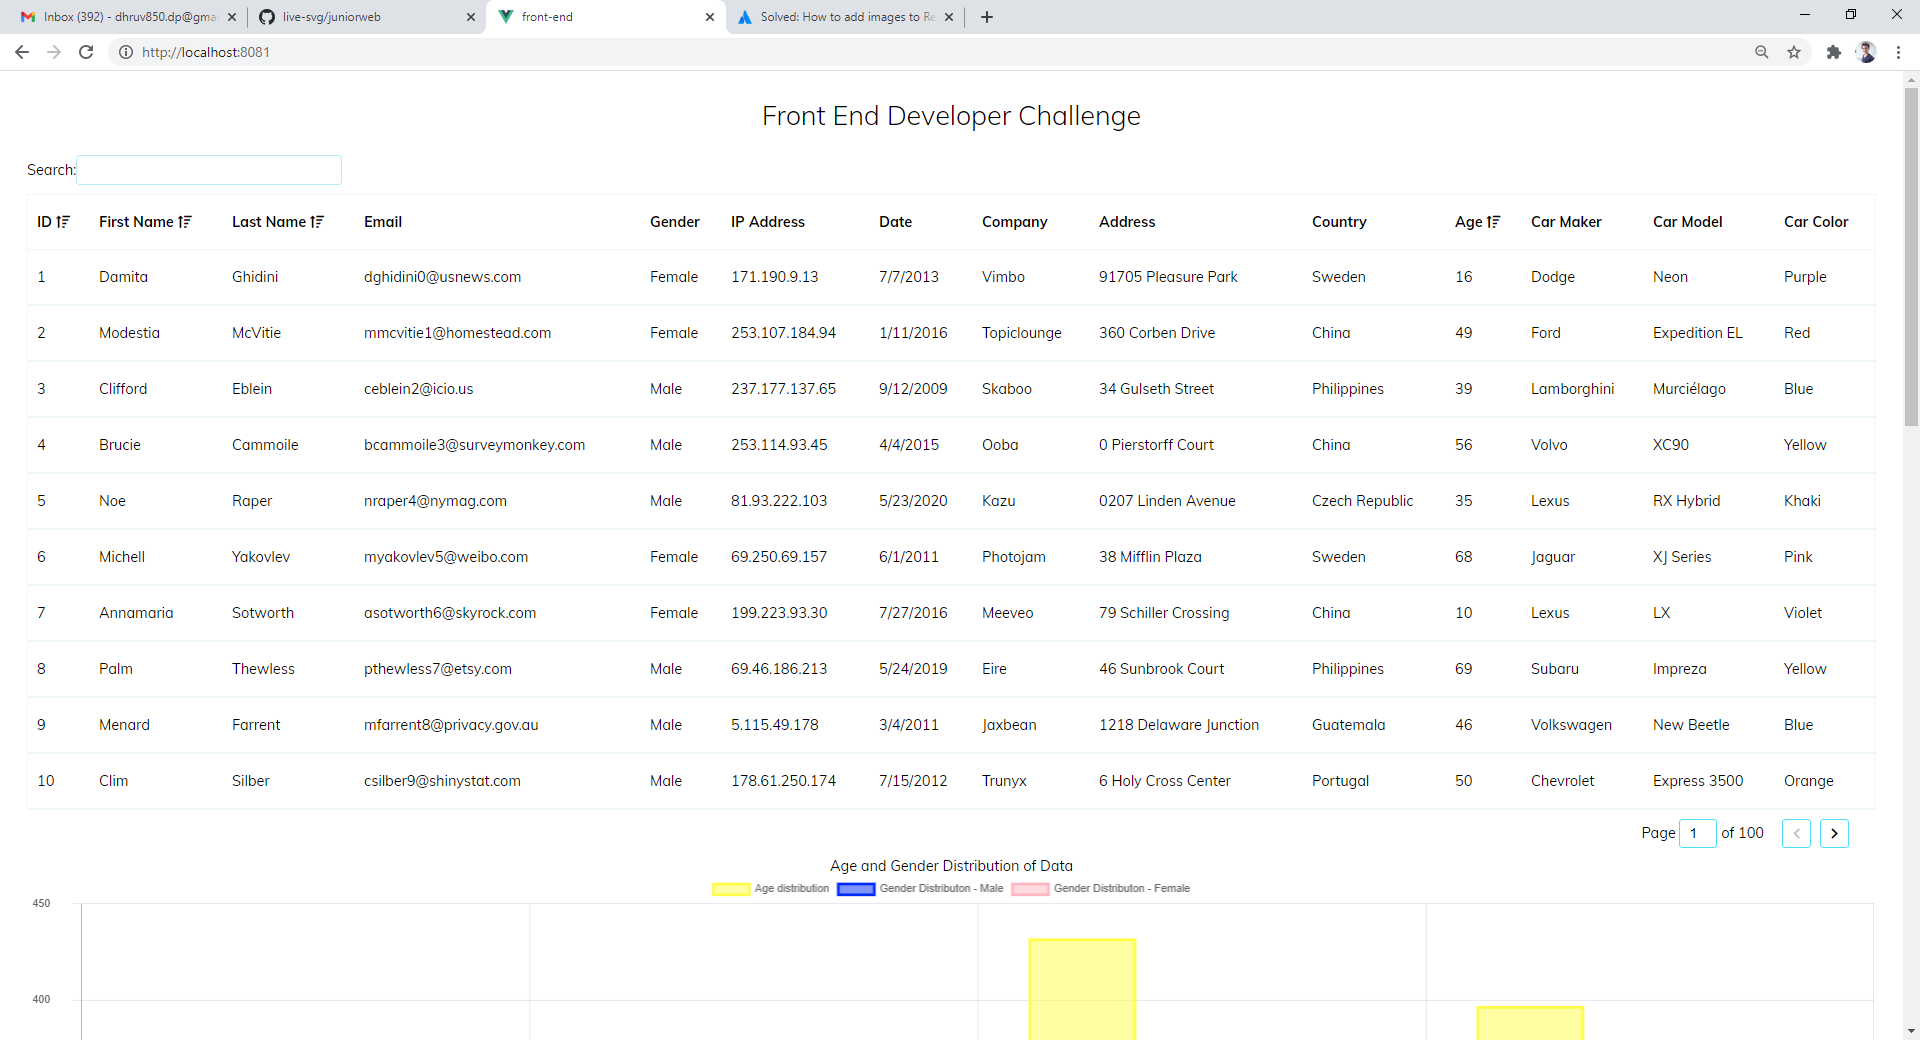 Inbox (392) - dhruv850.dp@gma
live-svg/juniorweb
front-end
Solved: How to add images to Re
http://localhost:8081
Front End Developer Challenge
Search:
ID First Name Last Name Email Gender IP Address Date Company Address Country Age Car Maker Car Model Car Color
1 Damita Ghidini dghidini0@usnews.com Female 171.190.9.13 7/7/2013 Vimbo 91705 Pleasure Park Sweden 16 Dodge Neon Purple
2 Modestia McVitie mmcvitie1@homestead.com Female 253.107.184.94 1/11/2016 Topiclounge 360 Corben Drive China 49 Ford Expedition EL Red
3 Clifford Eblein ceblein2@icio.us Male 237.177.137.65 9/12/2009 Skaboo 34 Gulseth Street Philippines 39 Lamborghini Murciélago Blue
4 Brucie Cammoile bcammoile3@surveymonkey.com Male 253.114.93.45 4/4/2015 Ooba 0 Pierstorff Court China 56 Volvo XC90 Yellow
5 Noe Raper nraper4@nymag.com Male 81.93.222.103 5/23/2020 Kazu 0207 Linden Avenue Czech Republic 35 Lexus RX Hybrid Khaki
6 Michell Yakovlev myakovlev5@weibo.com Female 69.250.69.157 6/1/2011 Photojam 38 Mifflin Plaza Sweden 68 Jaguar XJ Series Pink
7 Annamaria Sotworth asotworth6@skyrock.com Female 199.223.93.30 7/27/2016 Meeveo 79 Schiller Crossing China 10 Lexus LX Violet
8 Palm Thewless pthewless7@etsy.com Male 69.46.186.213 5/24/2019 Eire 46 Sunbrook Court Philippines 69 Subaru Impreza Yellow
9 Menard Farrent mfarrent8@privacy.gov.au Male 5.115.49.178 3/4/2011 Jaxbean 1218 Delaware Junction Guatemala 46 Volkswagen New Beetle Blue
10 Clim Silber csilber9@shinystat.com Male 178.61.250.174 7/15/2012 Trunyx 6 Holy Cross Center Portugal 50 Chevrolet Express 3500 Orange
Page 1 of 100
Age and Gender Distribution of Data
Age distribution Gender Distributon - Male Gender Distributon - Female
450
400